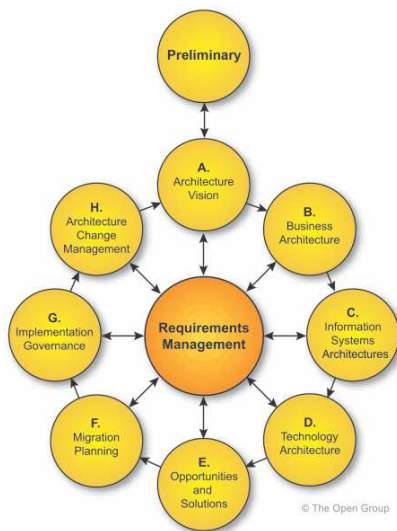 Preliminary
A.
Architecture
Vision
B.
Business
Architecture
C.
Information
Systems
Architectures
D.
Technology
Architecture
E.
Opportunities
and
Solutions
F.
Migration
Planning
G.
Implementation
Governance
H.
Architecture
Change
Management
Requirements
Management
© The Open Group